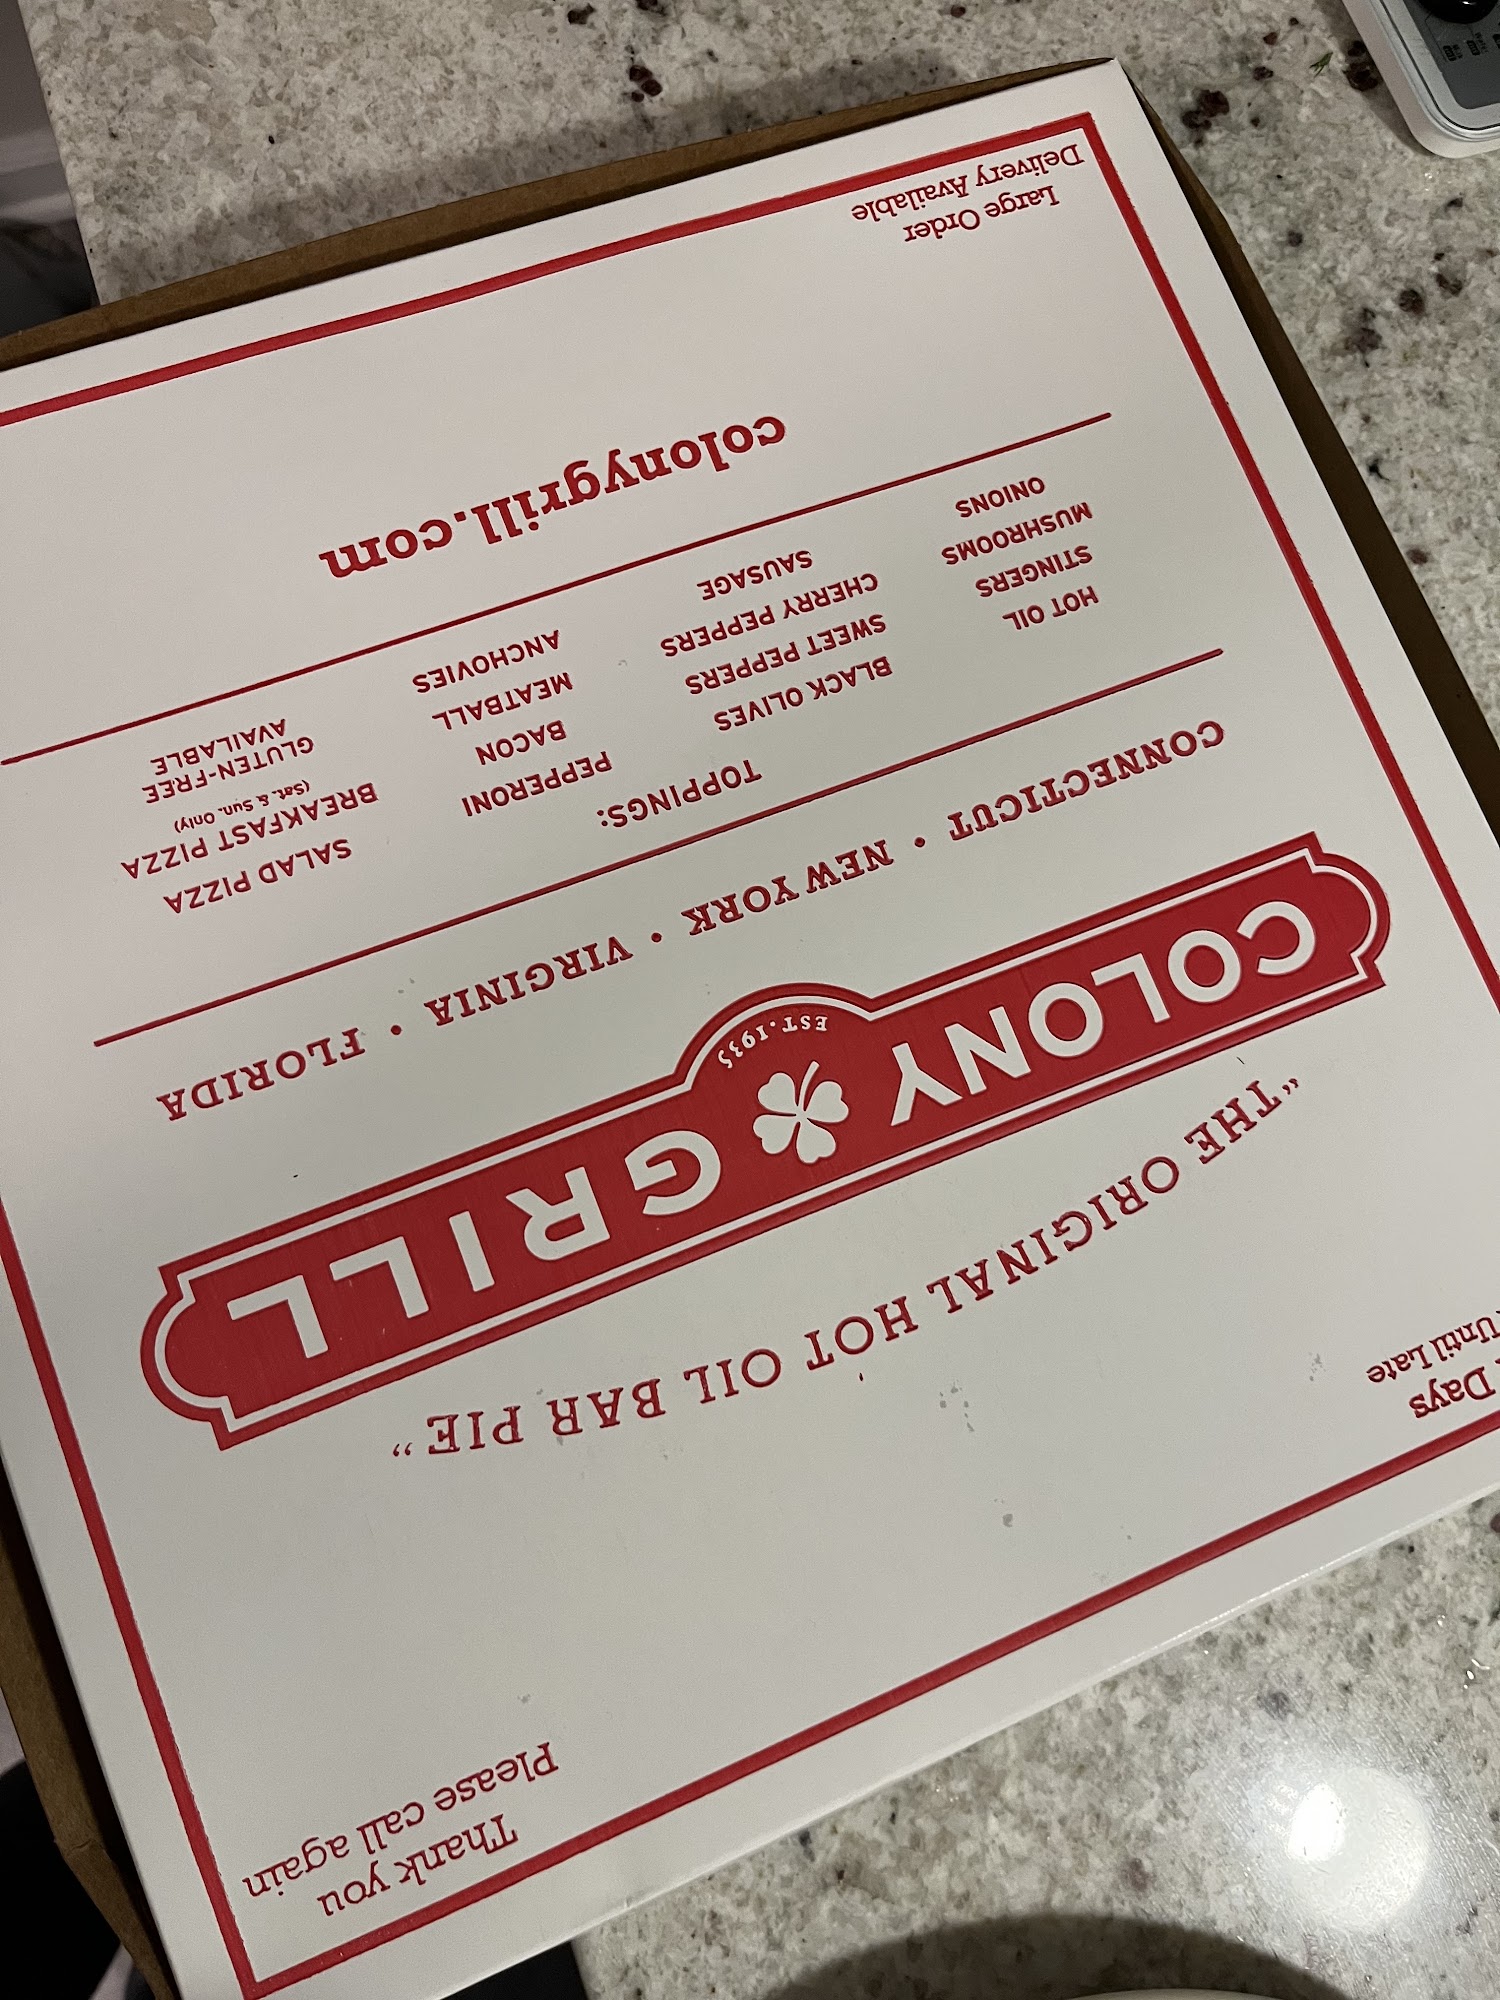 Thank you
Please call again
Days
Until Late
"THE ORIGINAL HOT OIL BAR PIE"
COLONY GRILL
EST. 1935
CONNECTICUT • NEW YORK • VIRGINIA • FLORIDA
TOPPINGS:
HOT OIL
STINGERS
MUSHROOMS
ONIONS
BLACK OLIVES
SWEET PEPPERS
CHERRY PEPPERS
SAUSAGE
PEPPERONI
BACON
MEATBALL
ANCHOVIES
SALAD PIZZA
BREAKFAST PIZZA
(Sat. & Sun. Only)
GLUTEN-FREE
AVAILABLE
colonygrill.com
Large Order
Delivery Available